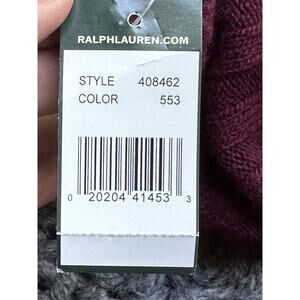 RALPHLAUREN.COM
STYLE 408462
COLOR 553
0 20204 41453 3